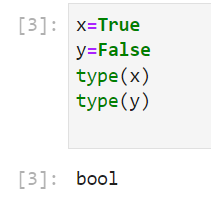 [3]: x=True
y=False
type(x)
type(y)
[3]: bool